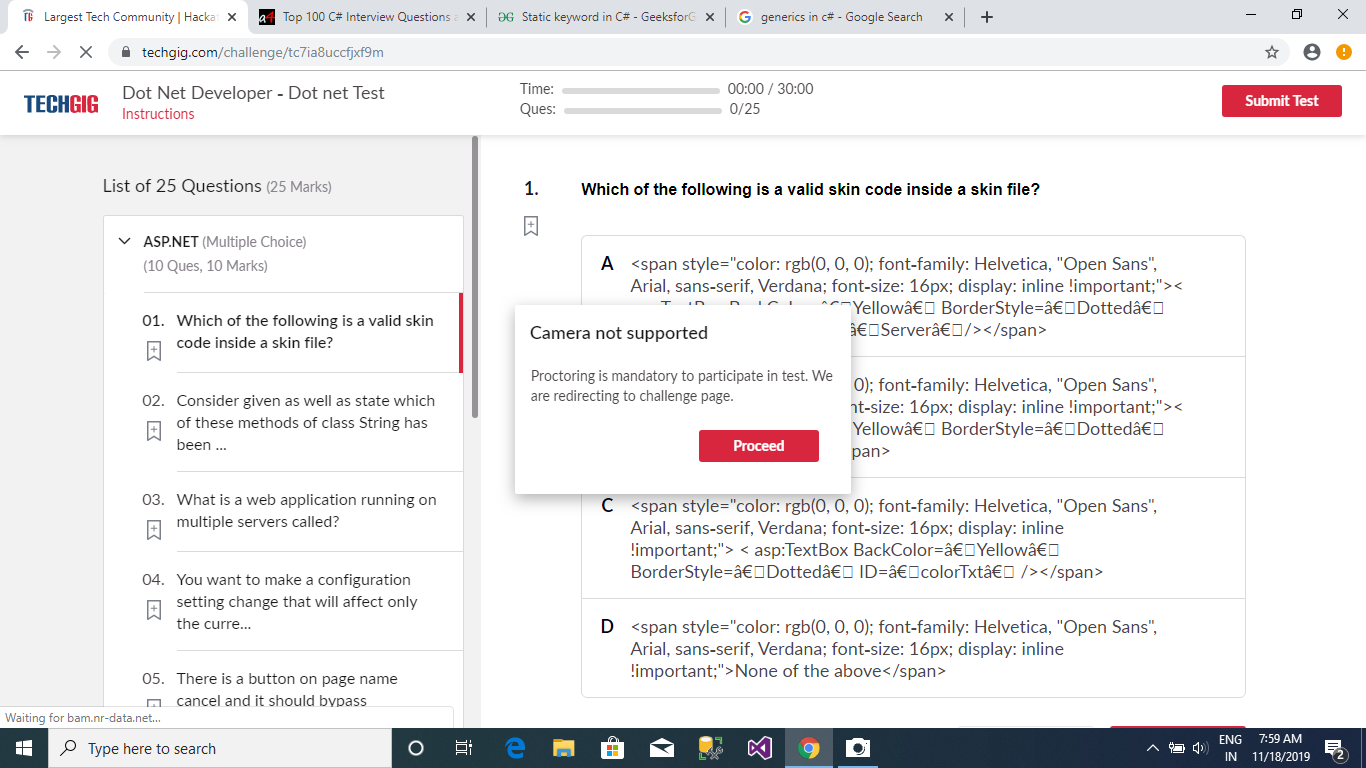 Largest Tech Community | Hacka
Top 100 C# Interview Questions a
Static keyword in C# - GeeksforG
generics in c# - Google Search
techgig.com/challenge/tc7ia8uccfjxf9m
TECHGIG
Dot Net Developer - Dot net Test
Instructions
Time: 00:00 / 30:00
Ques: 0/25
Submit Test
List of 25 Questions (25 Marks)
ASP.NET (Multiple Choice)
(10 Ques, 10 Marks)
01. Which of the following is a valid skin
code inside a skin file?
02. Consider given as well as state which
of these methods of class String has
been ...
03. What is a web application running on
multiple servers called?
04. You want to make a configuration
setting change that will affect only
the curre...
05. There is a button on page name
cancel and it should bypass
1. Which of the following is a valid skin code inside a skin file?
A <span style="color: rgb(0, 0, 0); font-family: Helvetica, "Open Sans",
Arial, sans-serif, Verdana; font-size: 16px; display: inline !important;"><
Yellowâ€□ BorderStyle=â€□Dottedâ€□
â€□Serverâ€□/></span>
0); font-family: Helvetica, "Open Sans",
nt-size: 16px; display: inline !important;"><
Yellowâ€□ BorderStyle=â€□Dottedâ€□
pan>
C <span style="color: rgb(0, 0, 0); font-family: Helvetica, "Open Sans",
Arial, sans-serif, Verdana; font-size: 16px; display: inline
!important;"> < asp:TextBox BackColor=â€□Yellowâ€□
BorderStyle=â€□Dottedâ€□ ID=â€□colorTxtâ€□ /></span>
D <span style="color: rgb(0, 0, 0); font-family: Helvetica, "Open Sans",
Arial, sans-serif, Verdana; font-size: 16px; display: inline
!important;">None of the above</span>
Camera not supported
Proctoring is mandatory to participate in test. We
are redirecting to challenge page.
Proceed
Waiting for bam.nr-data.net...
Type here to search
ENG
IN
7:59 AM
11/18/2019
2